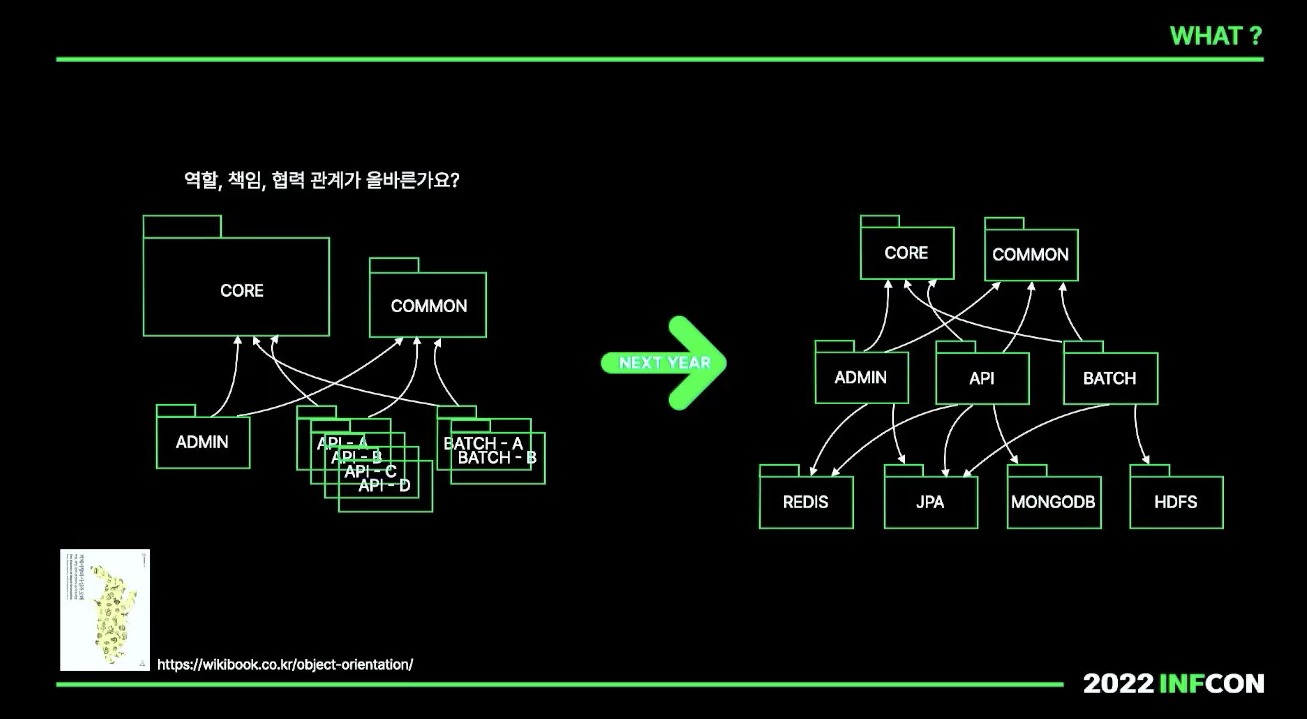 WHAT ?
역할, 책임, 협력 관계가 올바른가요?
CORE
COMMON
ADMIN
API - A
API - B
API - C
API - D
BATCH - A
BATCH - B
NEXT YEAR
CORE
COMMON
ADMIN
API
BATCH
REDIS
JPA
MONGODB
HDFS
https://wikibook.co.kr/object-orientation/
2022 INFCON